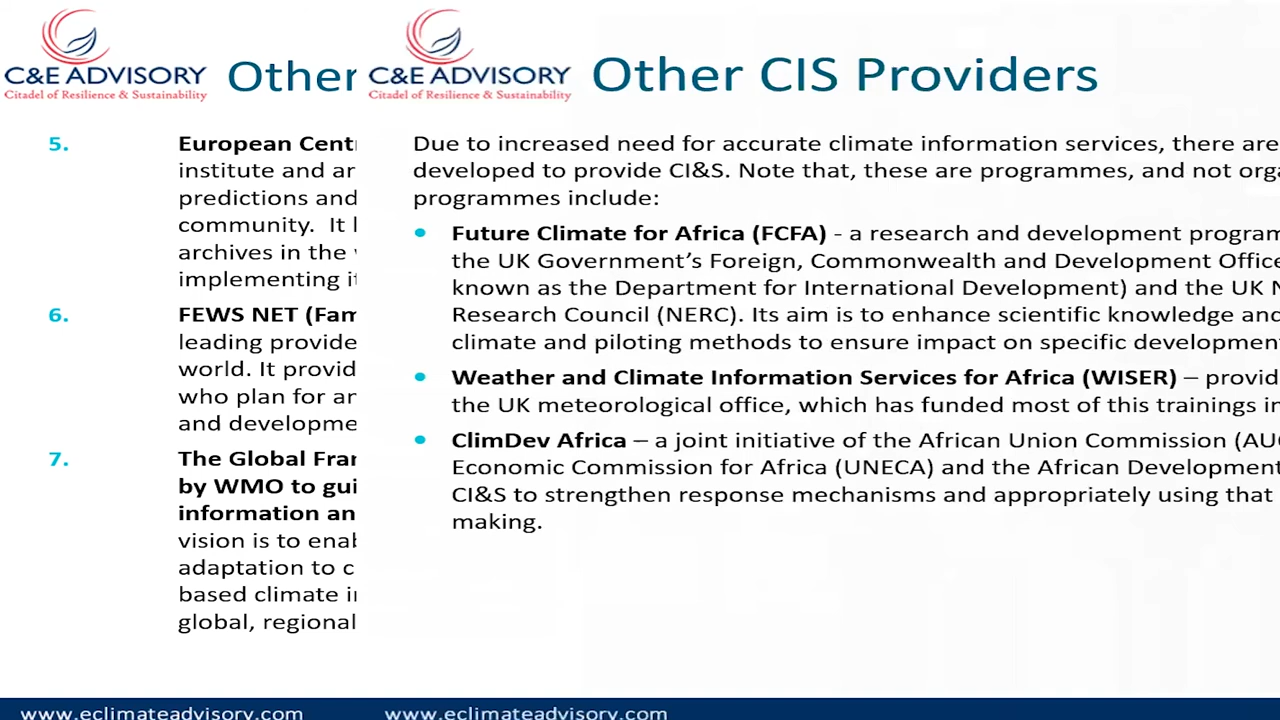 C&E ADVISORY
Citadel of Resilience & Sustainability
Other
5. European Cent
institute and ar
predictions and
community. It
archives in the
implementing it
6. FEWS NET (Fam
leading provide
world. It provid
who plan for an
and developme
7. The Global Fran
by WMO to gui
information an
vision is to enab
adaptation to c
based climate in
global, regional
www.eclimateadvisory.com
C&E ADVISORY
Citadel of Resilience & Sustainability
Other CIS Providers
Due to increased need for accurate climate information services, there are
developed to provide CI&S. Note that, these are programmes, and not orga
programmes include:
• Future Climate for Africa (FCFA) - a research and development program
the UK Government’s Foreign, Commonwealth and Development Office
known as the Department for International Development) and the UK N
Research Council (NERC). Its aim is to enhance scientific knowledge and
climate and piloting methods to ensure impact on specific development
• Weather and Climate Information Services for Africa (WISER) – provid
the UK meteorological office, which has funded most of this trainings in
• ClimDev Africa – a joint initiative of the African Union Commission (AUC
Economic Commission for Africa (UNECA) and the African Development
CI&S to strengthen response mechanisms and appropriately using that
making.
www.eclimateadvisory.com